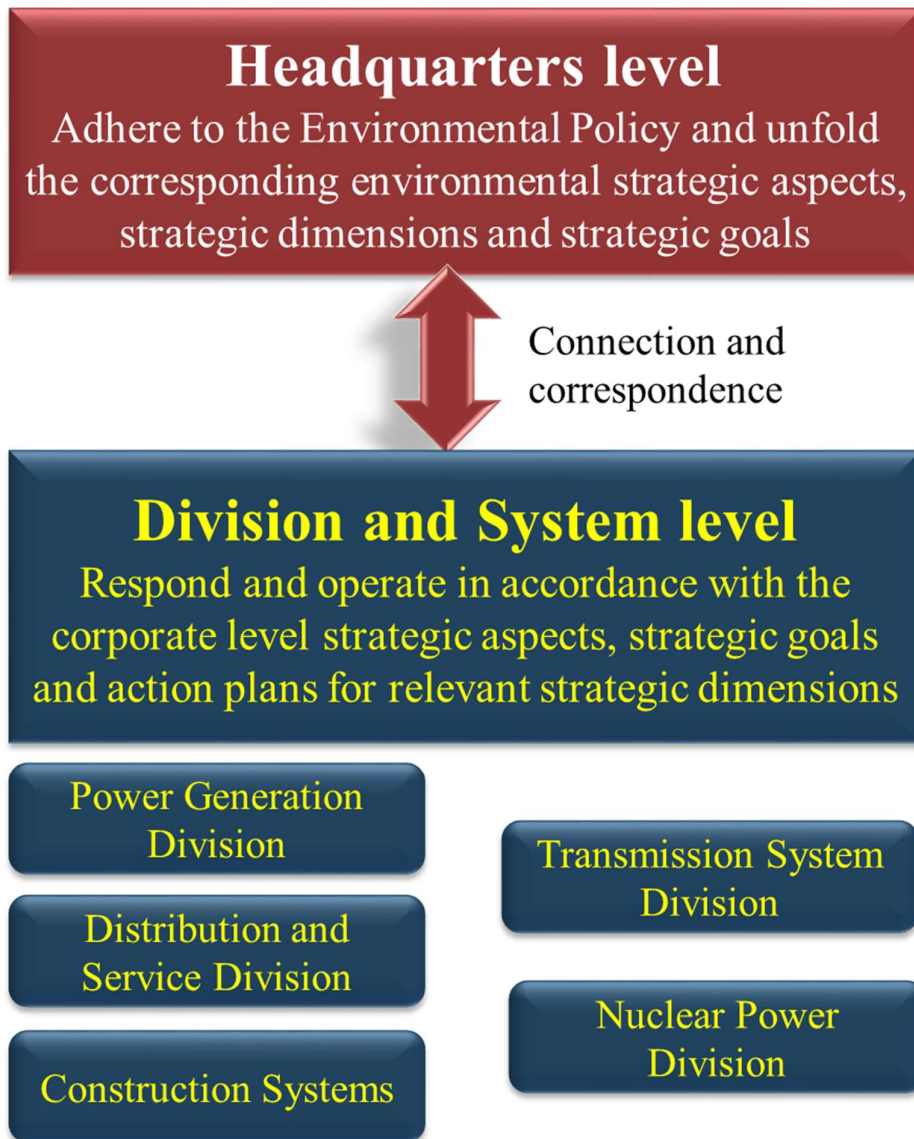 Headquarters level
Adhere to the Environmental Policy and unfold
the corresponding environmental strategic aspects,
strategic dimensions and strategic goals
Connection and
correspondence
Division and System level
Respond and operate in accordance with the
corporate level strategic aspects, strategic goals
and action plans for relevant strategic dimensions
Power Generation
Division
Distribution and
Service Division
Construction Systems
Transmission System
Division
Nuclear Power
Division